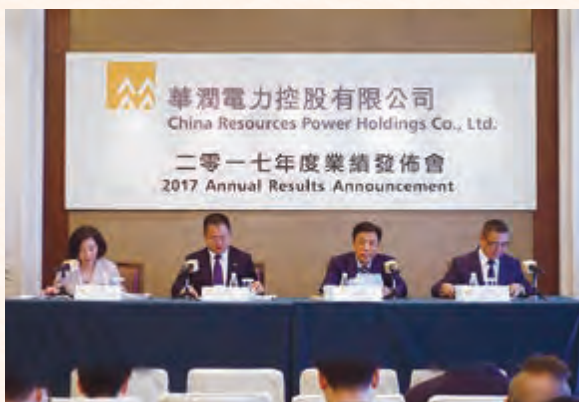 華潤電力控股有限公司
China Resources Power Holdings Co., Ltd.
二零一七年度業績發佈會
2017 Annual Results Announcement